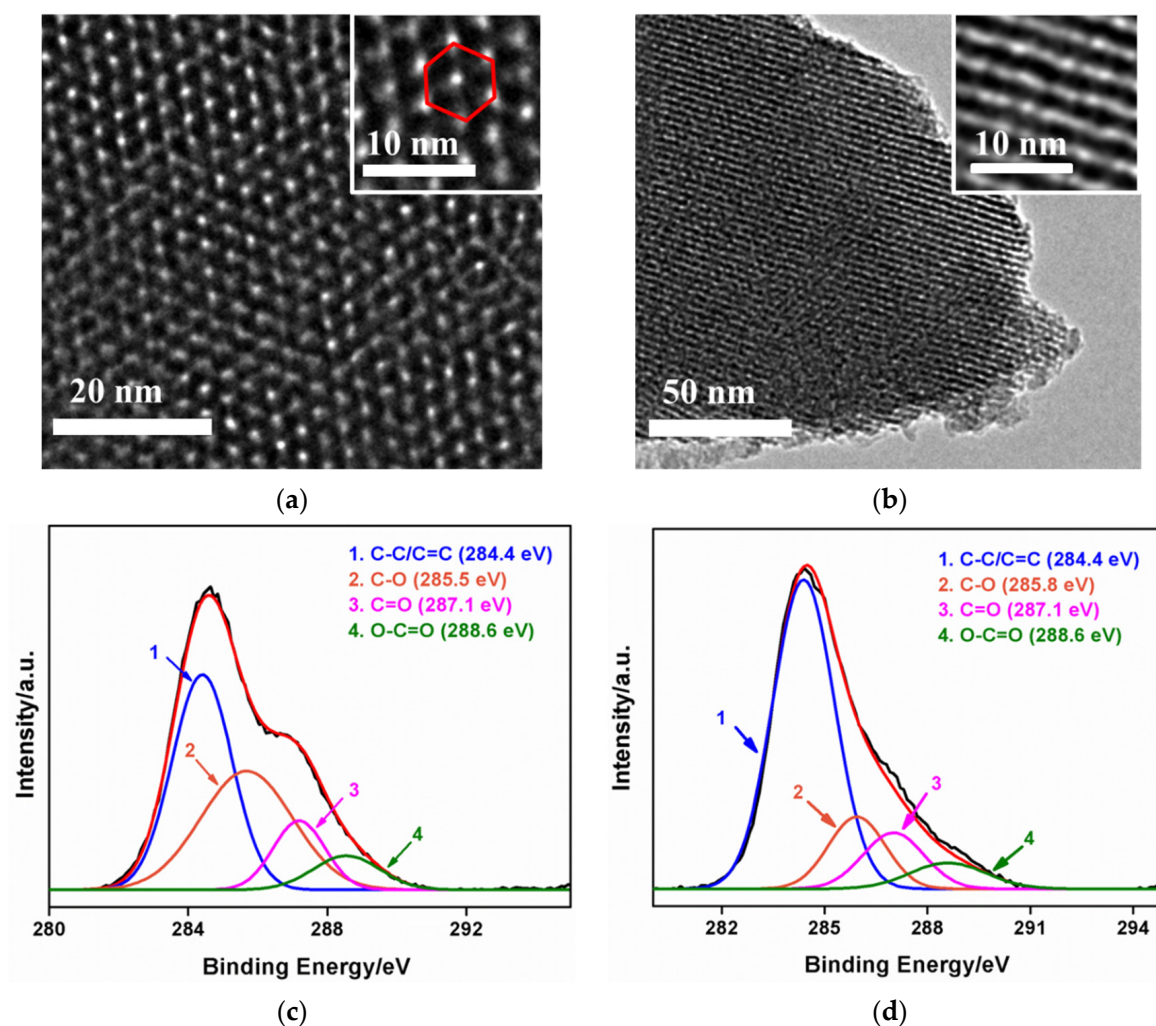 10 nm
20 nm
(a)
10 nm
50 nm
(b)
1. C-C/C=C (284.4 eV)
2. C-O (285.5 eV)
3. C=O (287.1 eV)
4. O-C=O (288.6 eV)
1
2
3
4
Intensity/a.u.
280 284 288 292
Binding Energy/eV
(c)
1. C-C/C=C (284.4 eV)
2. C-O (285.8 eV)
3. C=O (287.1 eV)
4. O-C=O (288.6 eV)
1
2
3
4
Intensity/a.u.
282 285 288 291 294
Binding Energy/eV
(d)